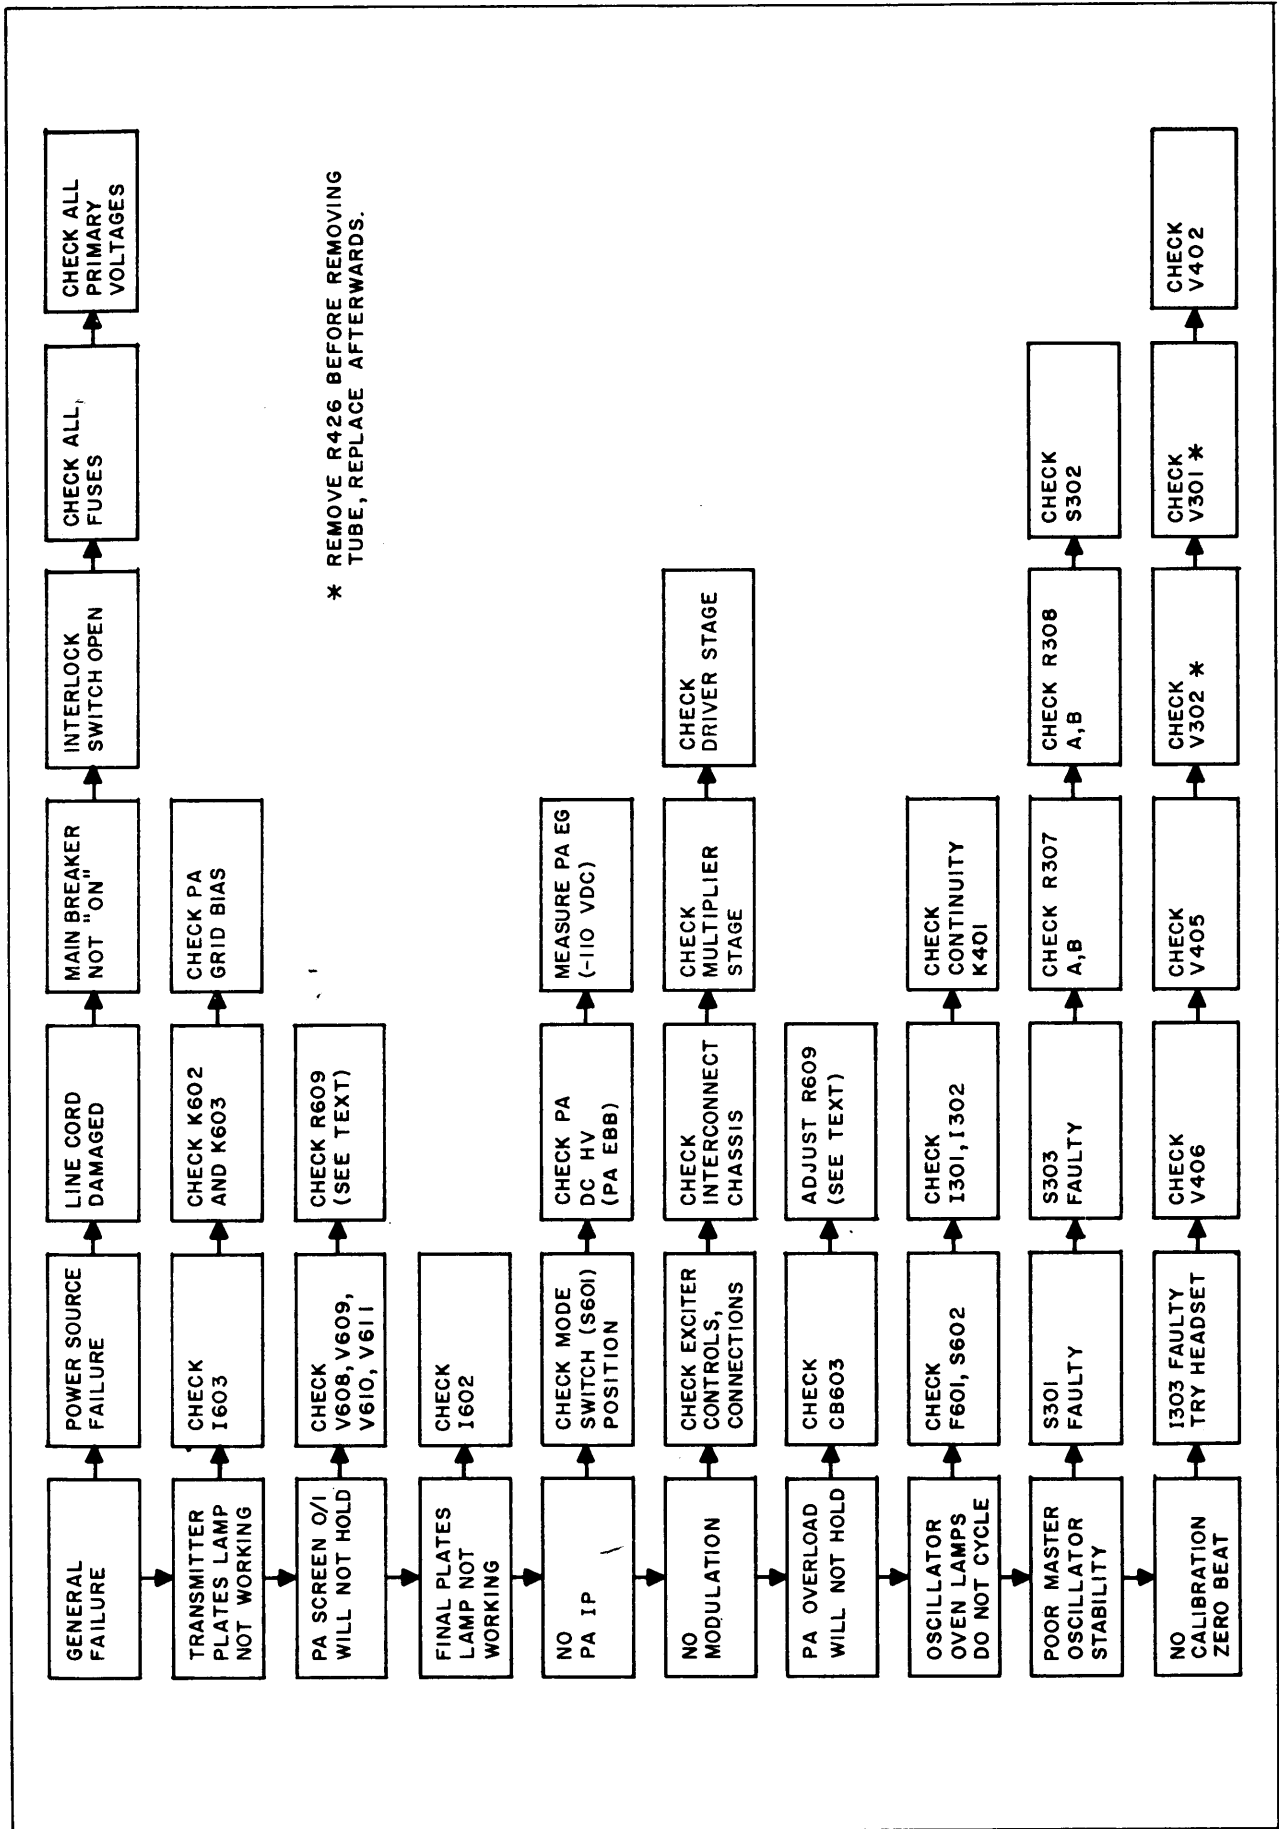 GENERAL
FAILURE
POWER SOURCE
FAILURE
LINE CORD
DAMAGED
MAIN BREAKER
NOT "ON"
INTERLOCK
SWITCH OPEN
CHECK ALL,
FUSES
CHECK ALL
PRIMARY
VOLTAGES
TRANSMITTER
PLATES LAMP
NOT WORKING
CHECK
I603
CHECK K602
AND K603
CHECK PA
GRID BIAS
PA SCREEN O/I
WILL NOT HOLD
CHECK
V608, V609,
V610, V611
CHECK R609
(SEE TEXT)
* REMOVE R426 BEFORE REMOVING
TUBE, REPLACE AFTERWARDS.
FINAL PLATES
LAMP NOT
WORKING
CHECK
I602
NO
PA IP
CHECK MODE
SWITCH (S601)
POSITION
CHECK PA
DC HV
(PA EBB)
MEASURE PA EG
(-110 VDC)
NO
MODULATION
CHECK EXCITER
CONTROLS,
CONNECTIONS
CHECK
INTERCONNECT
CHASSIS
CHECK
MULTIPLIER
STAGE
CHECK
DRIVER STAGE
PA OVERLOAD
WILL NOT HOLD
CHECK
CB603
ADJUST R609
(SEE TEXT)
OSCILLATOR
OVEN LAMPS
DO NOT CYCLE
CHECK
F601, S602
CHECK
I301, I302
CHECK
CONTINUITY
K401
POOR MASTER
OSCILLATOR
STABILITY
S301
FAULTY
S303
FAULTY
CHECK R307
A,B
CHECK R308
A,B
CHECK
S302
NO
CALIBRATION
ZERO BEAT
I303 FAULTY
TRY HEADSET
CHECK
V406
CHECK
V405
CHECK
V302 *
CHECK
V301 *
CHECK
V402